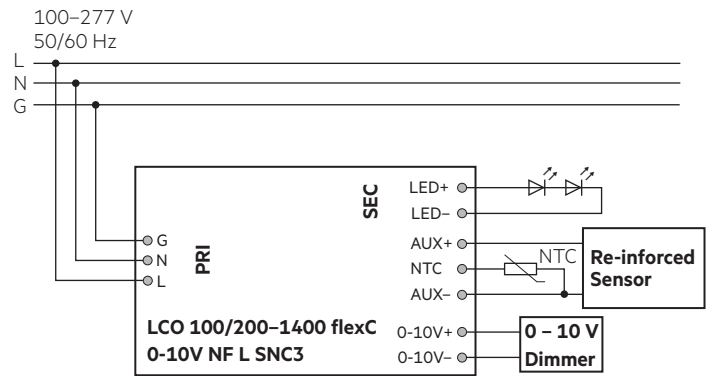 100–277 V
50/60 Hz
L
N
G
SEC
LED+
LED–
AUX+
NTC
NTC
AUX–
Re-inforced
Sensor
G
N
L
PRI
LCO 100/200–1400 flexC
0-10V NF L SNC3
0-10V+
0-10V–
0 – 10 V
Dimmer